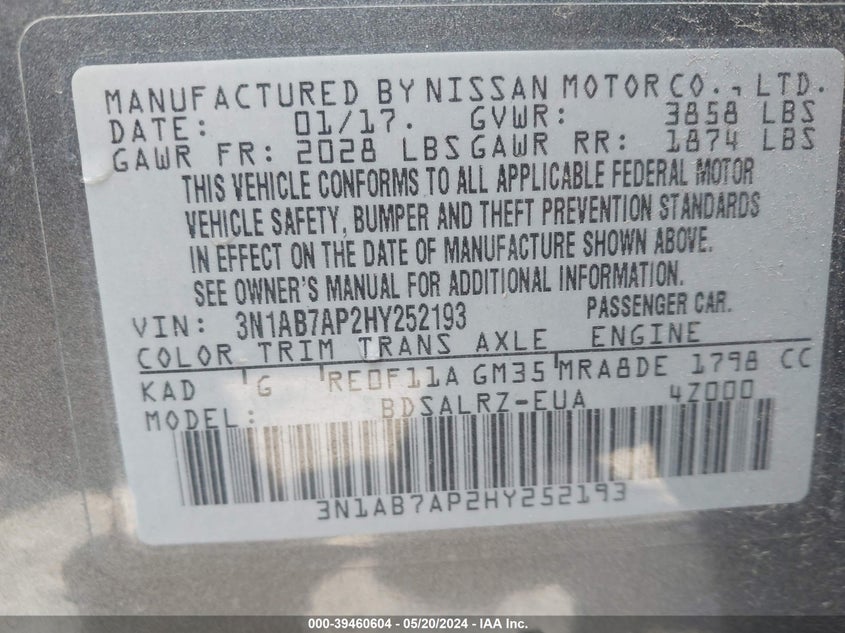 MANUFACTURED BY NISSAN MOTOR CO., LTD.
DATE: 01/17. GVWR: 3858 LBS
GAWR FR: 2028 LBS GAWR RR: 1874 LBS
THIS VEHICLE CONFORMS TO ALL APPLICABLE FEDERAL MOTOR
VEHICLE SAFETY, BUMPER AND THEFT PREVENTION STANDARDS
IN EFFECT ON THE DATE OF MANUFACTURE SHOWN ABOVE.
SEE OWNER'S MANUAL FOR ADDITIONAL INFORMATION.
VIN: 3N1AB7AP2HY252193 PASSENGER CAR.
COLOR TRIM TRANS AXLE ENGINE
KAD G RE0F11A GM35 MRA8DE 1798 CC
MODEL: BDSALRZ-EUA 4Z000
3N1AB7AP2HY252193
000-39460604 / 05/20/2024 - IAA Inc.